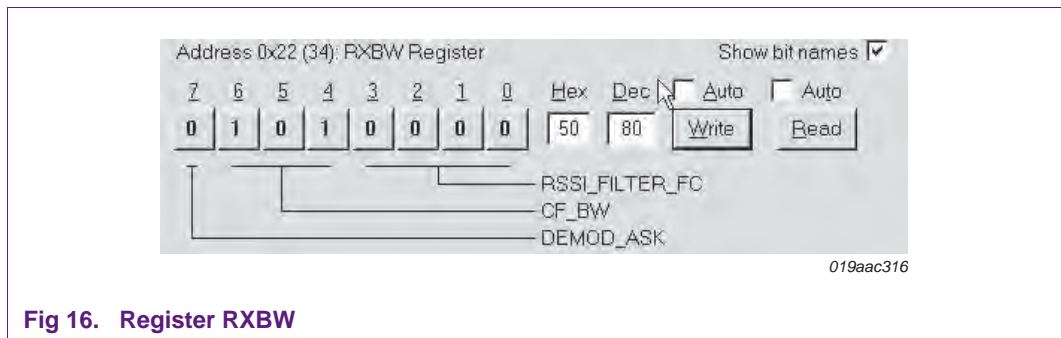 Address 0x22 (34): RXBW Register Show bit names
7 6 5 4 3 2 1 0 Hex Dec Auto Auto
0 1 0 1 0 0 0 0 50 80 Write Read
RSSI_FILTER_FC
CF_BW
DEMOD_ASK
019aac316
Fig 16. Register RXBW